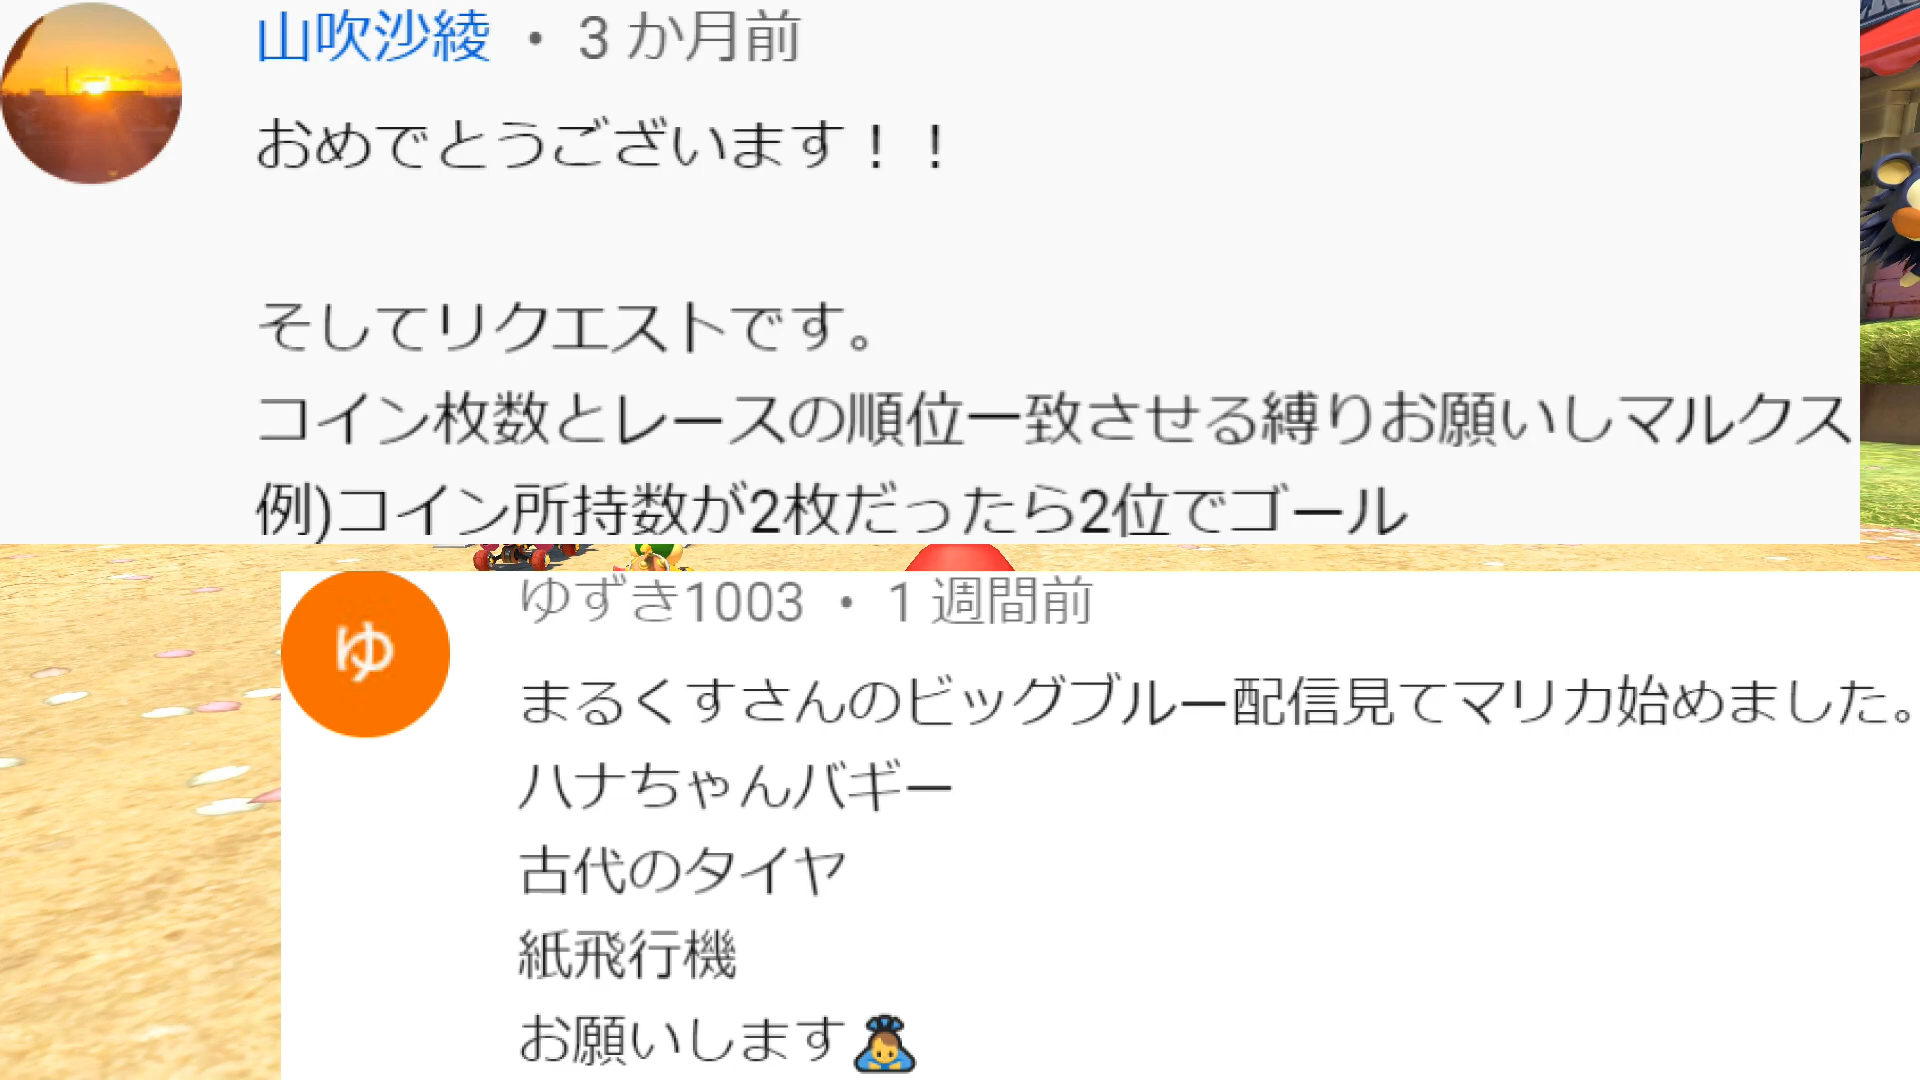 山吹沙綾 ・ 3 か月前
おめでとうございます！！
そしてリクエストです。
コイン枚数とレースの順位一致させる縛りお願いしマルクス
例)コイン所持数が2枚だったら2位でゴール
ゆ
ゆずき1003 ・ 1 週間前
まるくすさんのビッグブルー配信見てマリカ始めました。
ハナちゃんバギー
古代のタイヤ
紙飛行機
お願いします🙇